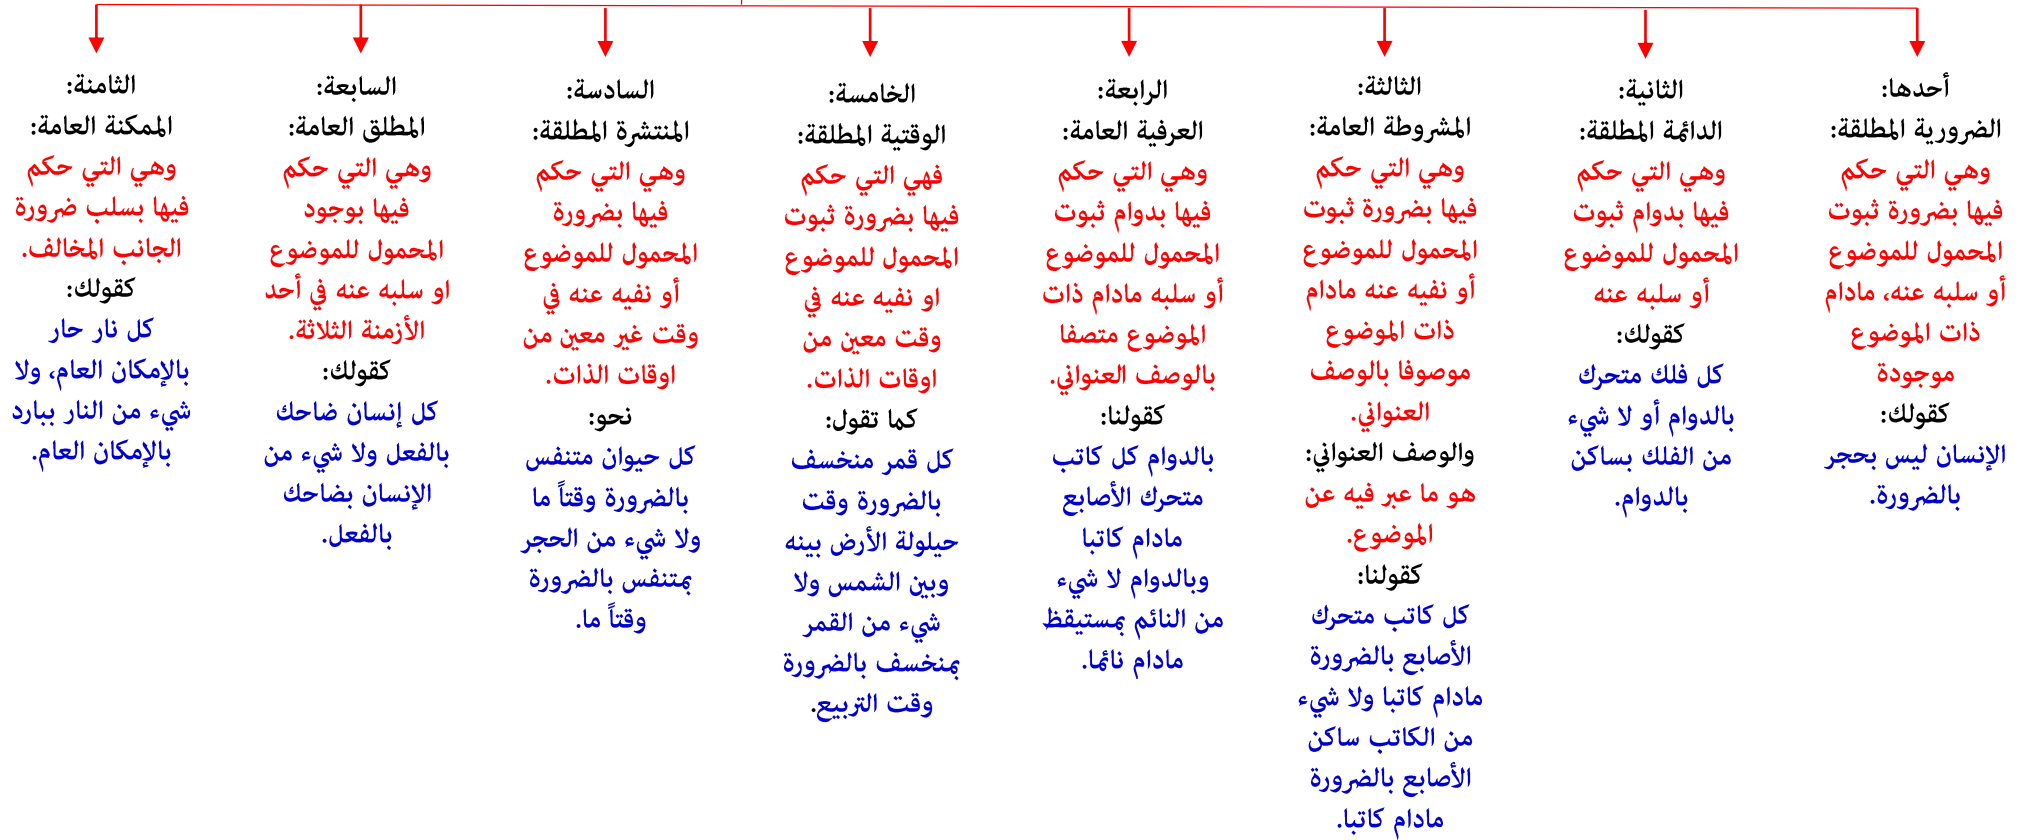 أحدها:
الضرورية المطلقة:
وهي التي حكم
فيها بضرورة ثبوت
المحمول للموضوع
أو سلبه عنه، مادام
ذات الموضوع
موجودة
كقولك:
الإنسان ليس بحجر
بالضرورة.
الثانية:
الدائمة المطلقة:
وهي التي حكم
فيها بدوام ثبوت
المحمول للموضوع
أو سلبه عنه
كقولك:
كل فلك متحرك
بالدوام أو لا شيء
من الفلك بساكن
بالدوام.
الثالثة:
المشروطة العامة:
وهي التي حكم
فيها بضرورة ثبوت
المحمول للموضوع
أو نفيه عنه مادام
ذات الموضوع
موصوفا بالوصف
العنواني.
والوصف العنواني:
هو ما عبر فيه عن
الموضوع.
كقولنا:
كل كاتب متحرك
الأصابع بالضرورة
مادام كاتبا ولا شيء
من الكاتب ساكن
الأصابع بالضرورة
مادام كاتبا.
الرابعة:
العرفية العامة:
وهي التي حكم
فيها بدوام ثبوت
المحمول للموضوع
أو سلبه مادام ذات
الموضوع متصفا
بالوصف العنواني.
كقولنا:
بالدوام كل كاتب
متحرك الأصابع
مادام كاتبا
وبالدوام لا شيء
من النائم بمستيقظ
مادام نائما.
الخامسة:
الوقتية المطلقة:
فهي التي حكم
فيها بضرورة ثبوت
المحمول للموضوع
او نفيه عنه في
وقت معين من
اوقات الذات.
كما تقول:
كل قمر منخسف
بالضرورة وقت
حيلولة الأرض بينه
وبين الشمس ولا
شيء من القمر
بمنخسف بالضرورة
وقت التربيع.
السادسة:
المنتشرة المطلقة:
وهي التي حكم
فيها بضرورة
المحمول للموضوع
أو نفيه عنه في
وقت غير معين من
اوقات الذات.
نحو:
كل حيوان متنفس
بالضرورة وقتاً ما
ولا شيء من الحجر
بمتنفس بالضرورة
وقتاً ما.
السابعة:
المطلق العامة:
وهي التي حكم
فيها بوجود
المحمول للموضوع
او سلبه عنه في أحد
الأزمنة الثلاثة.
كقولك:
كل إنسان ضاحك
بالفعل ولا شيء من
الإنسان بضاحك
بالفعل.
الثامنة:
الممكنة العامة:
وهي التي حكم
فيها بسلب ضرورة
الجانب المخالف.
كقولك:
كل نار حار
بالإمكان العام، ولا
شيء من النار ببارد
بالإمكان العام.